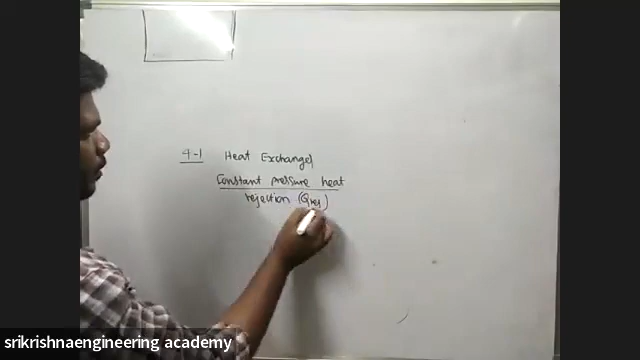 4-1 Heat Exchanger
Constant pressure heat
rejection (Qrej)
srikrishnaengineering academy